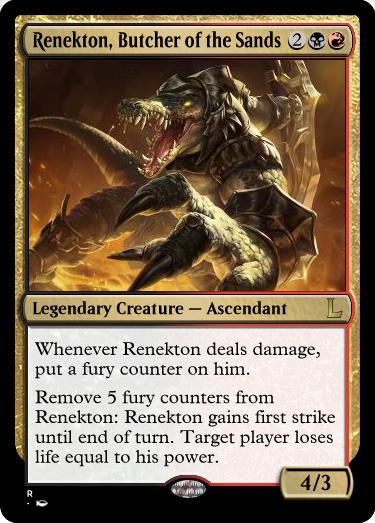 Renekton, Butcher of the Sands 2
Legendary Creature — Ascendant L
Whenever Renekton deals damage,
put a fury counter on him.
Remove 5 fury counters from
Renekton: Renekton gains first strike
until end of turn. Target player loses
life equal to his power.
4/3
R